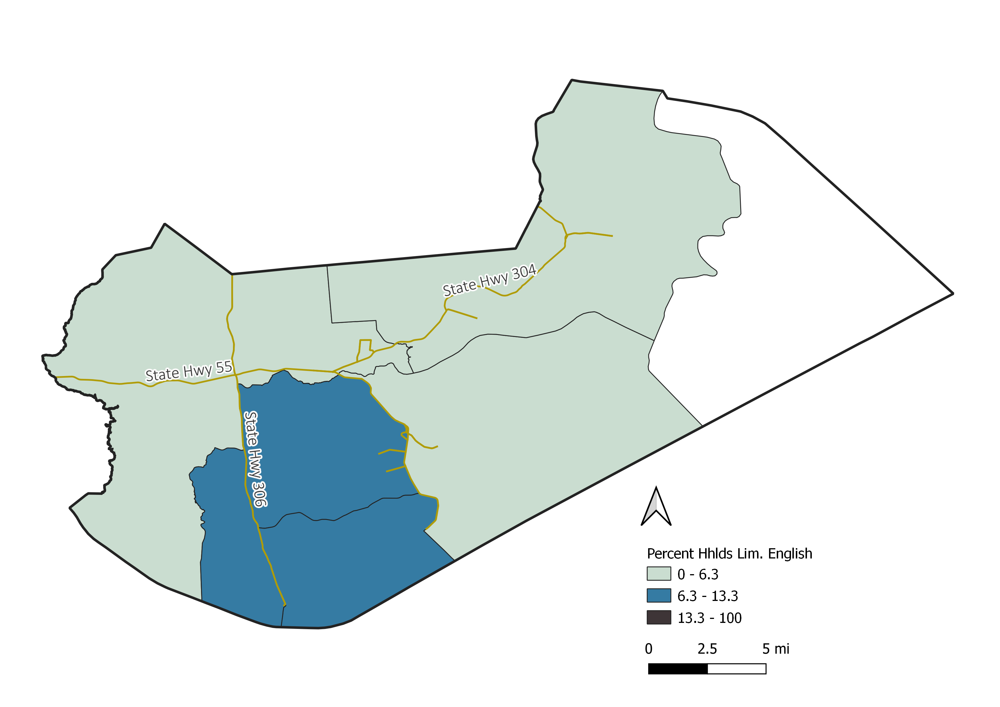 State Hwy 304
State Hwy 55
State Hwy 306
Percent Hhlds Lim. English
0 - 6.3
6.3 - 13.3
13.3 - 100
0 2.5 5 mi